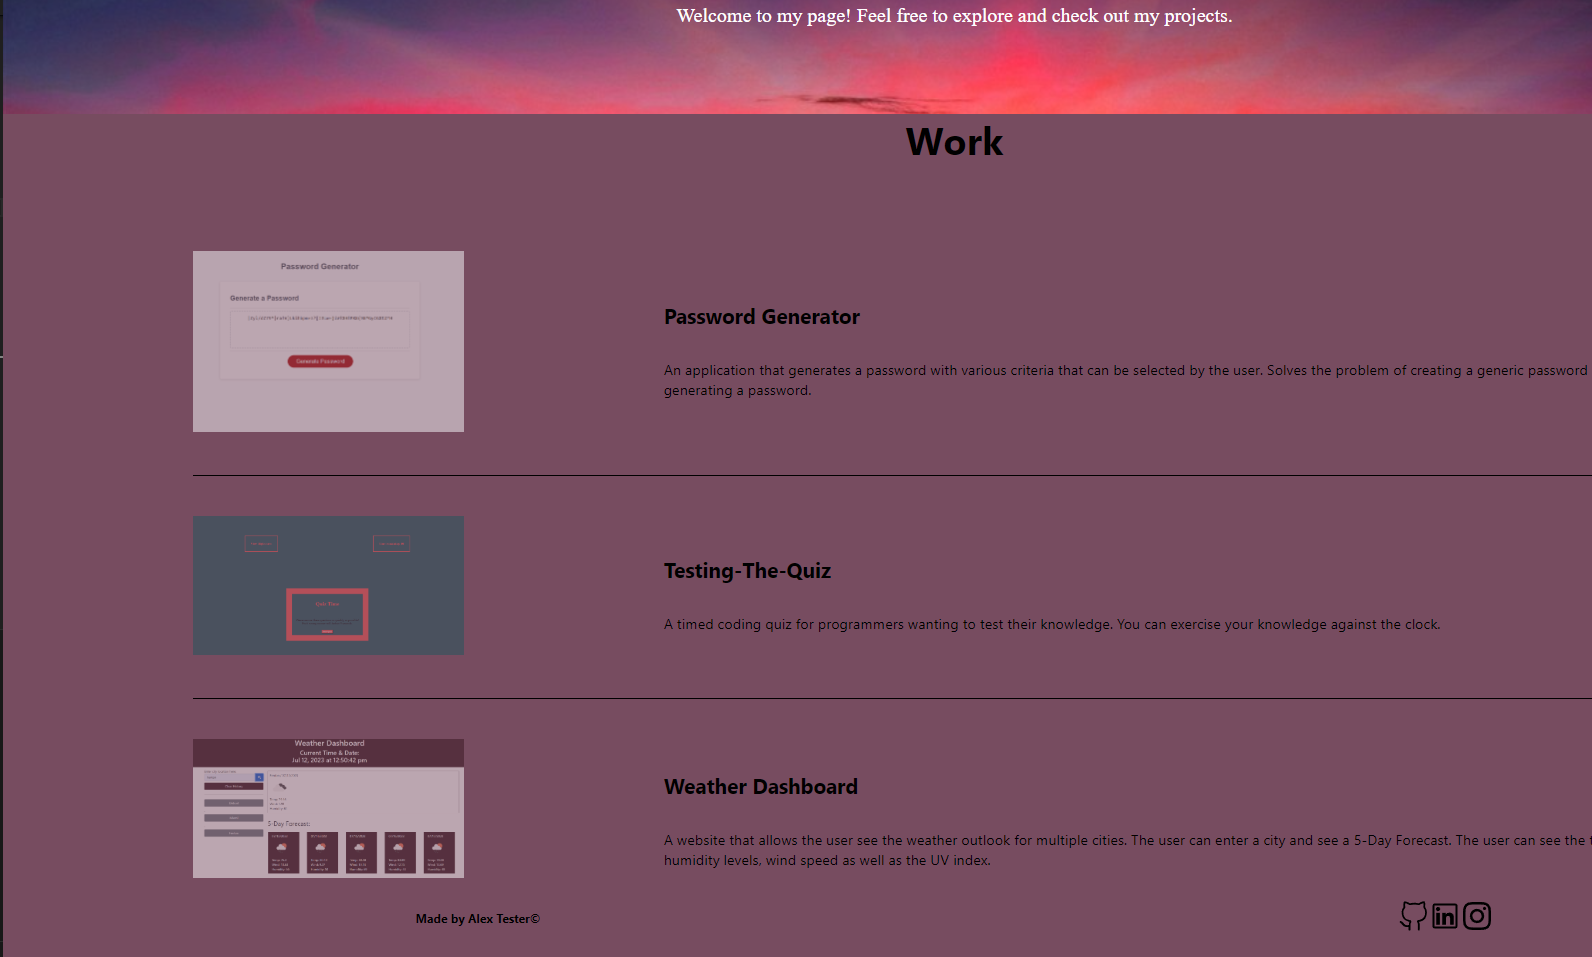 Welcome to my page! Feel free to explore and check out my projects.
Work
Password Generator
Generate a Password
Generate Password
Password Generator
An application that generates a password with various criteria that can be selected by the user. Solves the problem of creating a generic password
generating a password.
Testing-The-Quiz
A timed coding quiz for programmers wanting to test their knowledge. You can exercise your knowledge against the clock.
Weather Dashboard
Current Time & Date:
Jul 12, 2023 at 12:50:42 pm
5-Day Forecast:
Weather Dashboard
A website that allows the user see the weather outlook for multiple cities. The user can enter a city and see a 5-Day Forecast. The user can see the
humidity levels, wind speed as well as the UV index.
Made by Alex Tester©
in